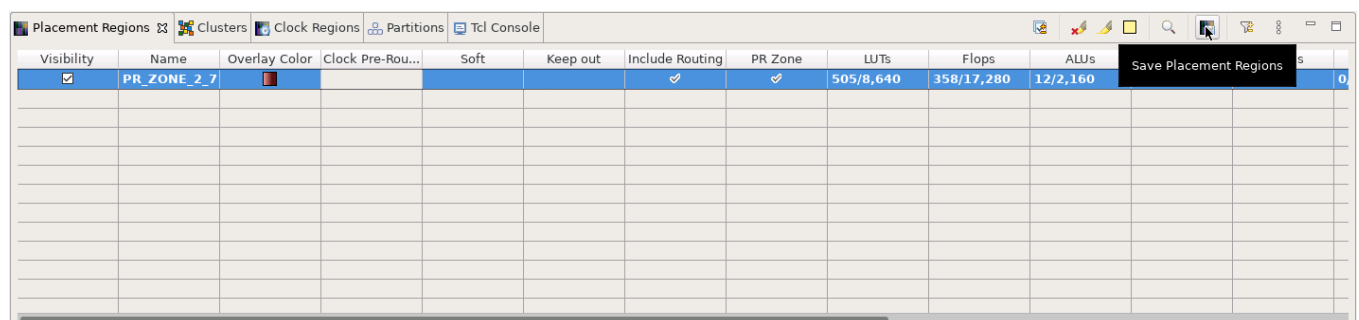 Placement Regions Clusters Clock Regions Partitions Tcl Console
Visibility Name Overlay Color Clock Pre-Rou... Soft Keep out Include Routing PR Zone LUTs Flops ALUs s
Save Placement Regions
PR_ZONE_2_7 505/8,640 358/17,280 12/2,160 0,